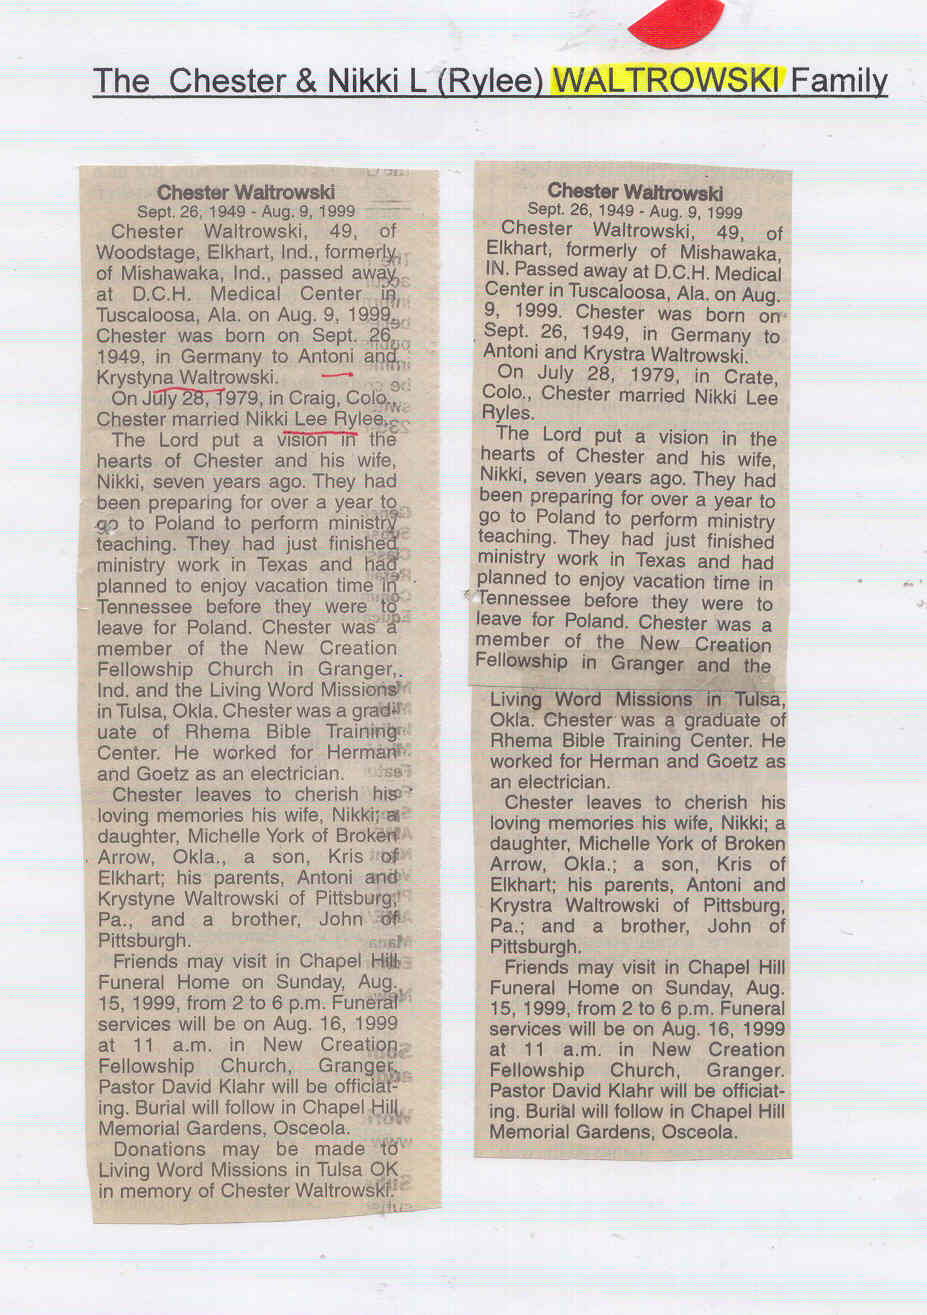 The Chester & Nikki L (Rylee) WALTROWSKI Family
Chester Waltrowski
Sept. 26, 1949 - Aug. 9, 1999
Chester Waltrowski, 49, of
Woodstage, Elkhart, Ind., formerly
of Mishawaka, Ind., passed away
at D.C.H. Medical Center in
Tuscaloosa, Ala. on Aug. 9, 1999.
Chester was born on Sept. 26,
1949, in Germany to Antoni and
Krystyna Waltrowski.
On July 28, 1979, in Craig, Colo.,
Chester married Nikki Lee Rylee.
The Lord put a vision in the
hearts of Chester and his wife,
Nikki, seven years ago. They had
been preparing for over a year to
go to Poland to perform ministry
teaching. They had just finished
ministry work in Texas and had
planned to enjoy vacation time in
Tennessee before they were to
leave for Poland. Chester was a
member of the New Creation
Fellowship Church in Granger,
Ind. and the Living Word Missions
in Tulsa, Okla. Chester was a grad-
uate of Rhema Bible Training
Center. He worked for Herman
and Goetz as an electrician.
Chester leaves to cherish his
loving memories his wife, Nikki; a
daughter, Michelle York of Broken
Arrow, Okla., a son, Kris of
Elkhart; his parents, Antoni and
Krystyne Waltrowski of Pittsburg,
Pa., and a brother, John of
Pittsburgh.
Friends may visit in Chapel Hill
Funeral Home on Sunday, Aug.
15, 1999, from 2 to 6 p.m. Funeral
services will be on Aug. 16, 1999
at 11 a.m. in New Creation
Fellowship Church, Granger.
Pastor David Klahr will be officiat-
ing. Burial will follow in Chapel Hill
Memorial Gardens, Osceola.
Donations may be made to
Living Word Missions in Tulsa OK
in memory of Chester Waltrowski.
Chester Waltrowski
Sept. 26, 1949 - Aug. 9, 1999
Chester Waltrowski, 49, of
Elkhart, formerly of Mishawaka,
IN. Passed away at D.C.H. Medical
Center in Tuscaloosa, Ala. on Aug.
9, 1999. Chester was born on
Sept. 26, 1949, in Germany to
Antoni and Krystra Waltrowski.
On July 28, 1979, in Crate,
Colo., Chester married Nikki Lee
Ryles.
The Lord put a vision in the
hearts of Chester and his wife,
Nikki, seven years ago. They had
been preparing for over a year to
go to Poland to perform ministry
teaching. They had just finished
ministry work in Texas and had
planned to enjoy vacation time in
Tennessee before they were to
leave for Poland. Chester was a
member of the New Creation
Fellowship in Granger and the
Living Word Missions in Tulsa,
Okla. Chester was a graduate of
Rhema Bible Training Center. He
worked for Herman and Goetz as
an electrician.
Chester leaves to cherish his
loving memories his wife, Nikki; a
daughter, Michelle York of Broken
Arrow, Okla.; a son, Kris of
Elkhart; his parents, Antoni and
Krystra Waltrowski of Pittsburg,
Pa.; and a brother, John of
Pittsburgh.
Friends may visit in Chapel Hill
Funeral Home on Sunday, Aug.
15, 1999, from 2 to 6 p.m. Funeral
services will be on Aug. 16, 1999
at 11 a.m. in New Creation
Fellowship Church, Granger.
Pastor David Klahr will be officiat-
ing. Burial will follow in Chapel Hill
Memorial Gardens, Osceola.